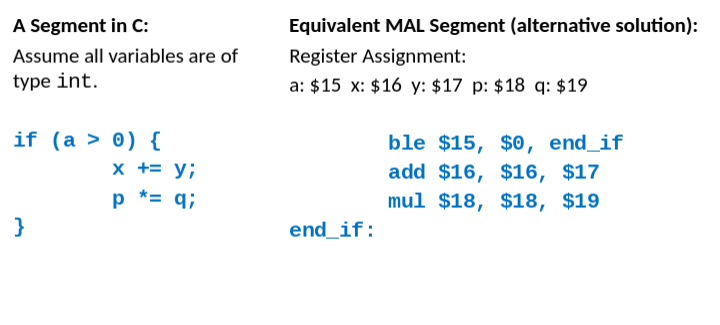 A Segment in C:
Assume all variables are of
type int.
if (a > 0) {
x += y;
p *= q;
}
Equivalent MAL Segment (alternative solution):
Register Assignment:
a: $15 x: $16 y: $17 p: $18 q: $19
ble $15, $0, end_if
add $16, $16, $17
mul $18, $18, $19
end_if: